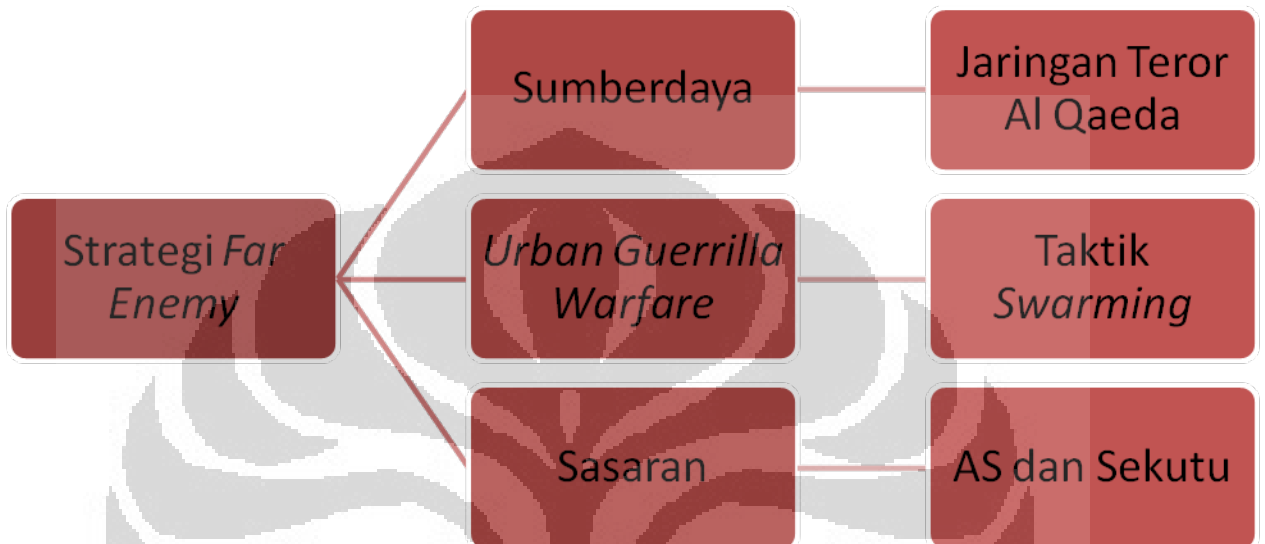 Sumberdaya
Jaringan Teror
Al Qaeda
Strategi Far
Enemy
Urban Guerrilla
Warfare
Taktik
Swarming
Sasaran
AS dan Sekutu